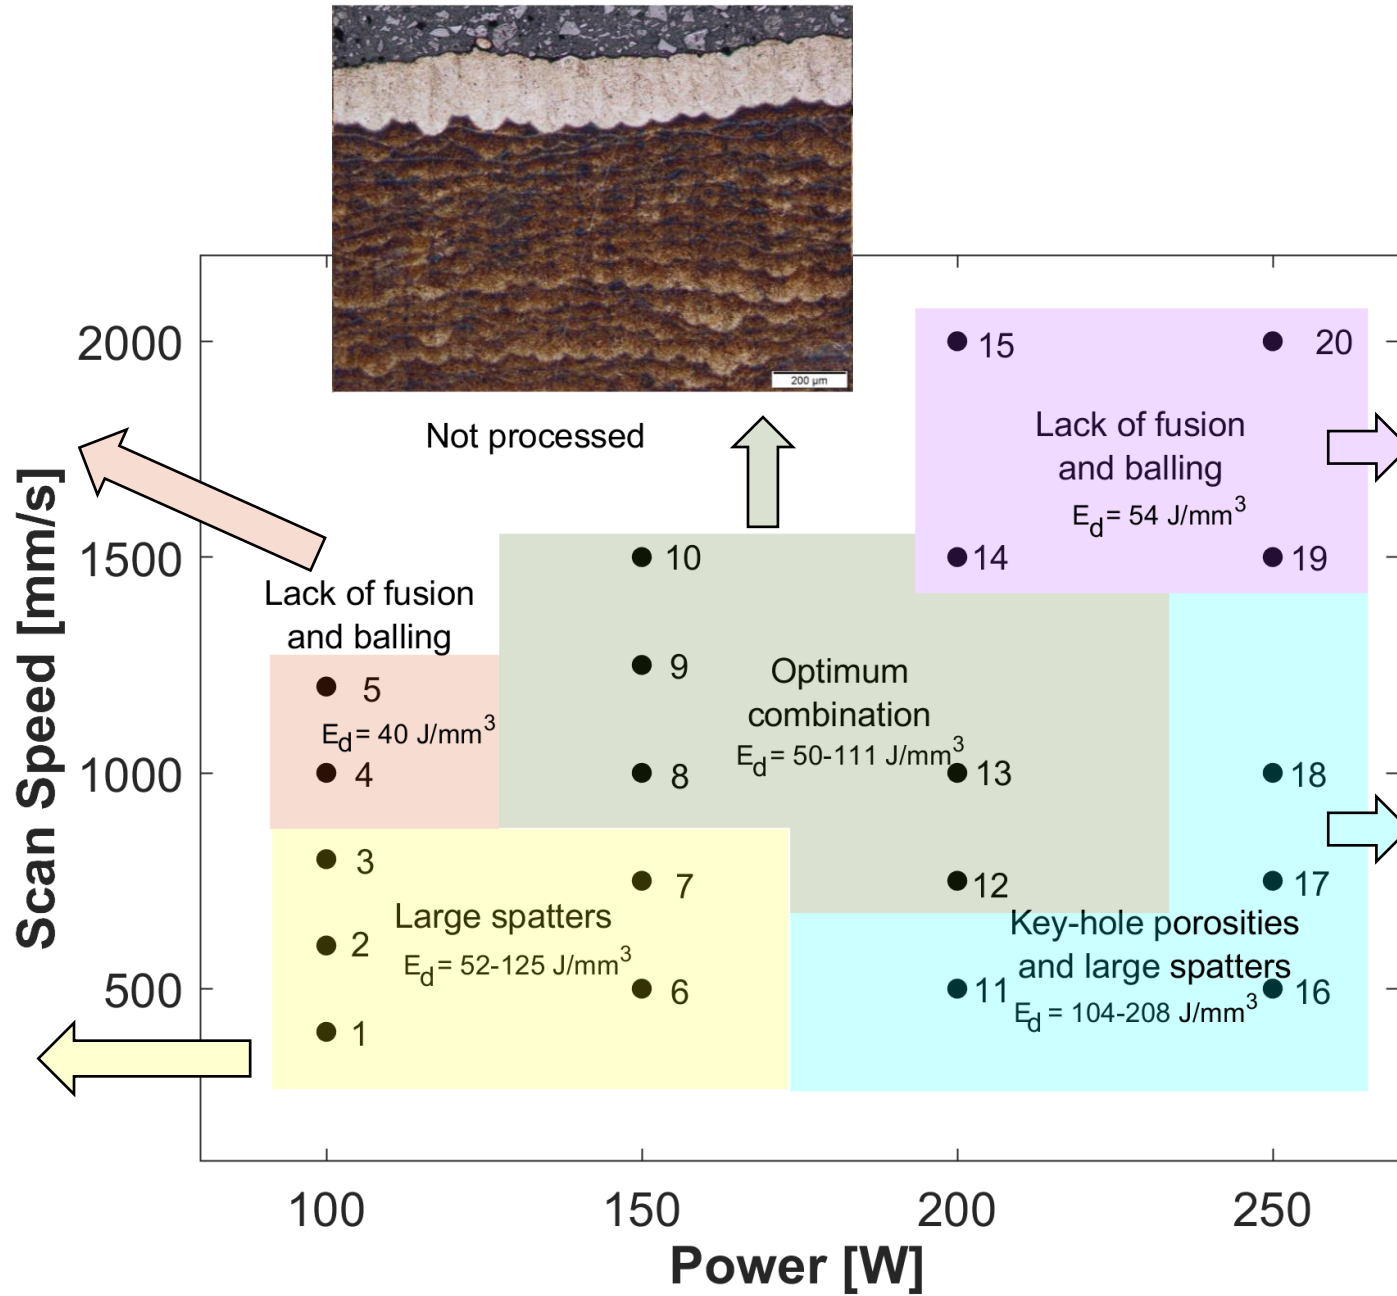 200 µm
2000
15
20
Not processed
Lack of fusion
and balling
Ed= 54 J/mm3
1500
10
14
19
Lack of fusion
and balling
9
Optimum
combination
Ed= 50-111 J/mm3
5
Ed= 40 J/mm3
1000
4
8
13
18
3
7
12
17
Large spatters
Ed= 52-125 J/mm3
2
Key-hole porosities
and large spatters
Ed = 104-208 J/mm3
500
6
11
16
1
100
150
200
250
Power [W]
Scan Speed [mm/s]